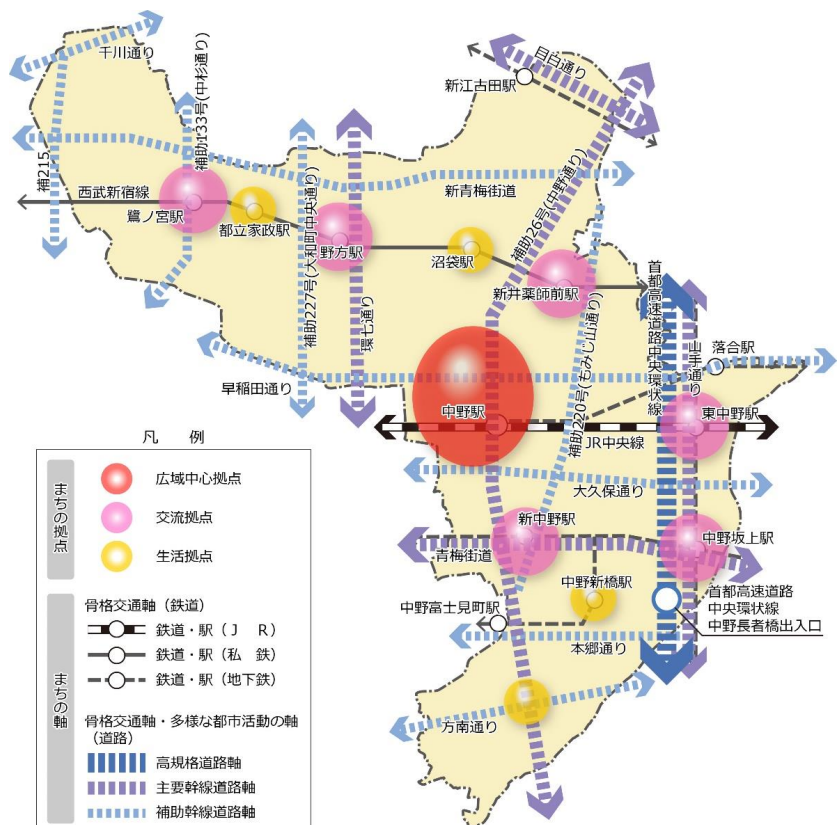 千川通り
目白通り
新江古田駅
補助133号(中杉通り)
補215
新青梅街道
補助26号(中野通り)
西武新宿線
鷺ノ宮駅
都立家政駅
補助227号(大和町中央通り)
野方駅
環七通り
沼袋駅
新井薬師前駅
首都高速道路中央環状線
山手通り
落合駅
早稲田通り
補助220号(もみじ山通り)
中野駅
東中野駅
JR中央線
大久保通り
新中野駅
青梅街道
中野坂上駅
中野新橋駅
中野富士見町駅
首都高速道路
中央環状線
中野長者橋出入口
本郷通り
方南通り
凡 例
まちの拠点
広域中心拠点
交流拠点
生活拠点
まちの軸
骨格交通軸（鉄道）
鉄道・駅（ＪＲ）
鉄道・駅（私 鉄）
鉄道・駅（地下鉄）
骨格交通軸・多様な都市活動の軸
（道路）
高規格道路軸
主要幹線道路軸
補助幹線道路軸